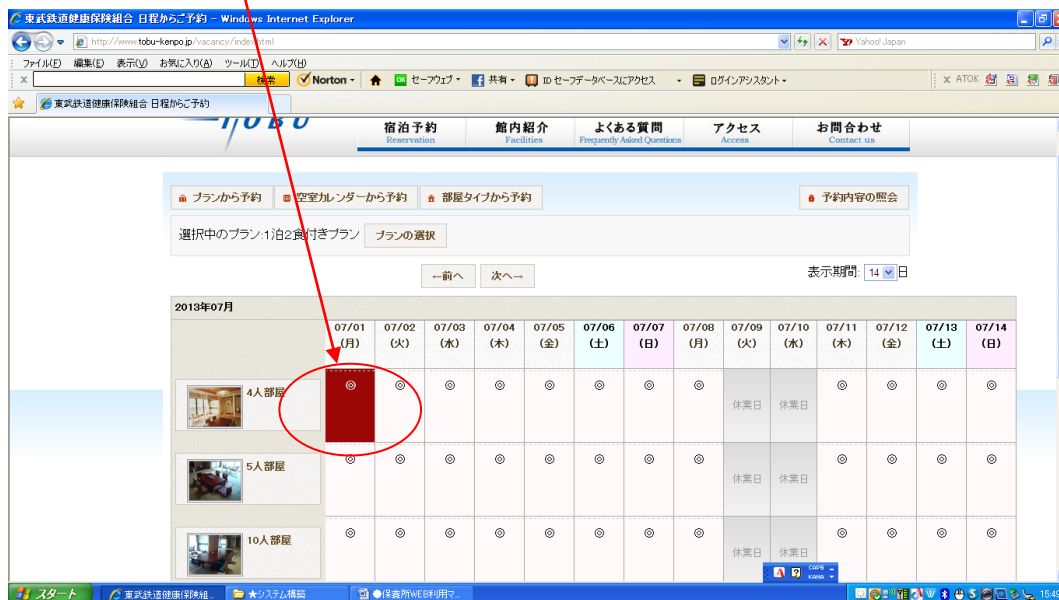 東武鉄道健康保険組合 日程からご予約 - Windows Internet Explorer
http://www.tobu-kenpo.jp/vacancy/index.html
Yahoo! Japan
ファイル(F) 編集(E) 表示(V) お気に入り(A) ツール(T) ヘルプ(H)
検索 Norton セーフウェブ 共有 ID セーフデータベースにアクセス ログインアシスタント
x ATOK
東武鉄道健康保険組合 日程からご予約
TOBU
宿泊予約 館内紹介 よくある質問 アクセス お問合わせ
Reservation Facilities Frequently Asked Questions Access Contact us
プランから予約 空室カレンダーから予約 部屋タイプから予約 予約内容の照会
選択中のプラン:1泊2食付きプラン プランの選択
←前へ 次へ→ 表示期間: 14 日
2013年07月
07/01 07/02 07/03 07/04 07/05 07/06 07/07 07/08 07/09 07/10 07/11 07/12 07/13 07/14
(月) (火) (水) (木) (金) (土) (日) (月) (火) (水) (木) (金) (土) (日)
4人部屋 ◎ ◎ ◎ ◎ ◎ ◎ ◎ ◎ 休業日 休業日 ◎ ◎ ◎ ◎
5人部屋 ◎ ◎ ◎ ◎ ◎ ◎ ◎ ◎ 休業日 休業日 ◎ ◎ ◎ ◎
10人部屋 ◎ ◎ ◎ ◎ ◎ ◎ ◎ ◎ 休業日 休業日 ◎ ◎ ◎ ◎
A CAPS KANA
スタート 東武鉄道健康保険組... ★システム構築 ●保養所WEB利用マ...